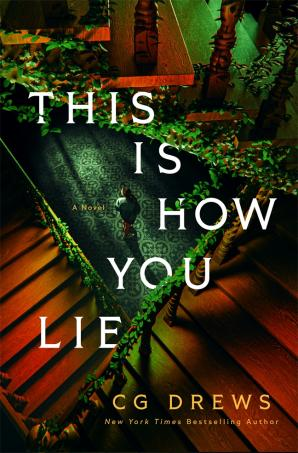 THIS
IS
A Novel
HOW
YOU
LIE
CG DREWS
New York Times Bestselling Author